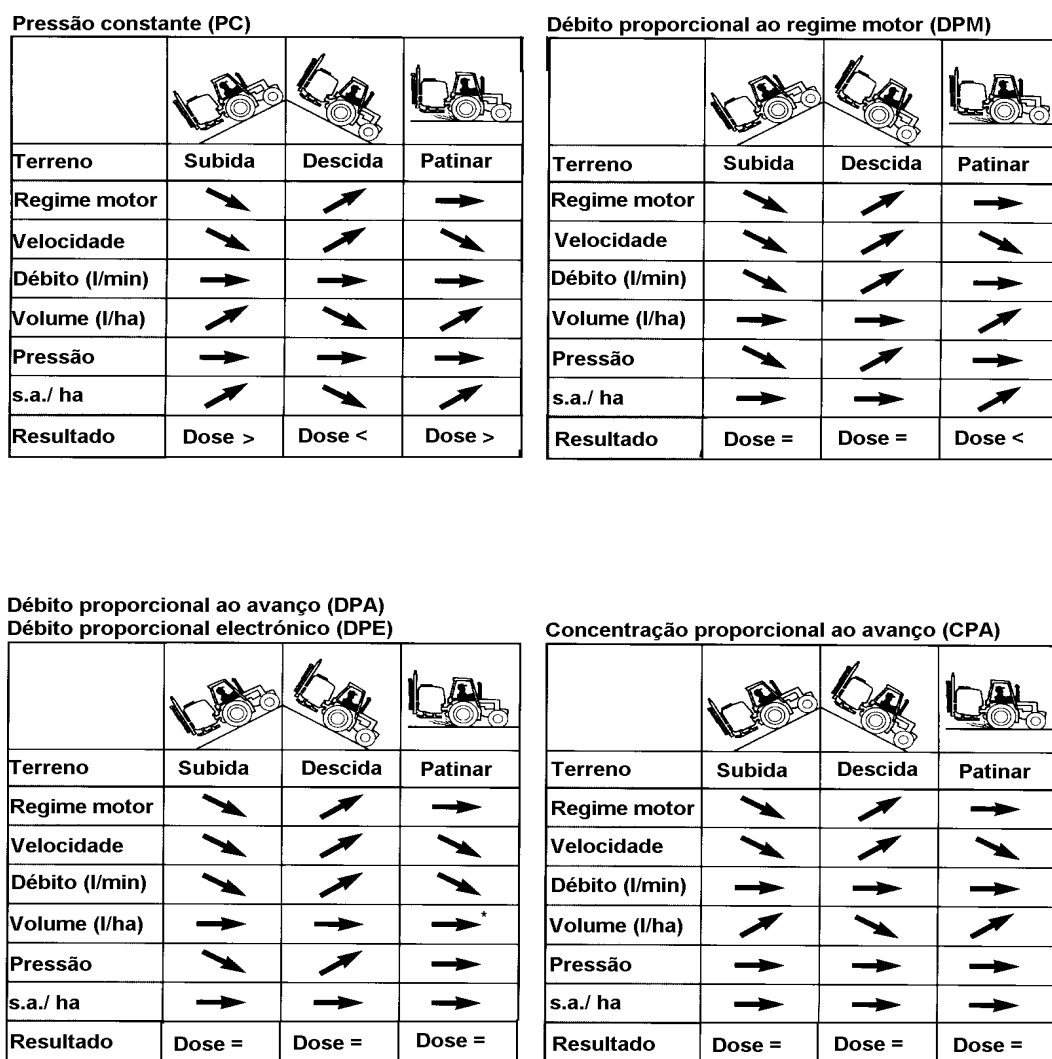 Pressão constante (PC)
Terreno Subida Descida Patinar
Regime motor
Velocidade
Débito (l/min)
Volume (l/ha)
Pressão
s.a./ ha
Resultado Dose > Dose < Dose >
Débito proporcional ao regime motor (DPM)
Terreno Subida Descida Patinar
Regime motor
Velocidade
Débito (l/min)
Volume (l/ha)
Pressão
s.a./ ha
Resultado Dose = Dose = Dose <
Débito proporcional ao avanço (DPA)
Débito proporcional electrónico (DPE)
Terreno Subida Descida Patinar
Regime motor
Velocidade
Débito (l/min)
Volume (l/ha) *
Pressão
s.a./ ha
Resultado Dose = Dose = Dose =
Concentração proporcional ao avanço (CPA)
Terreno Subida Descida Patinar
Regime motor
Velocidade
Débito (l/min)
Volume (l/ha)
Pressão
s.a./ ha
Resultado Dose = Dose = Dose =